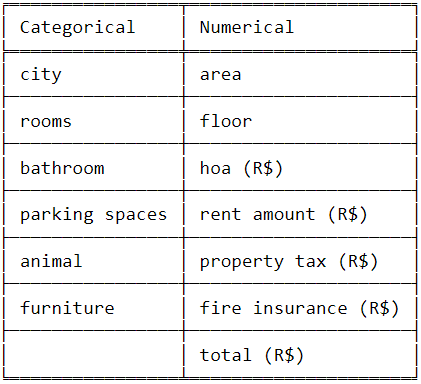 Categorical Numerical
city area
rooms floor
bathroom hoa (R$)
parking spaces rent amount (R$)
animal property tax (R$)
furniture fire insurance (R$)
total (R$)